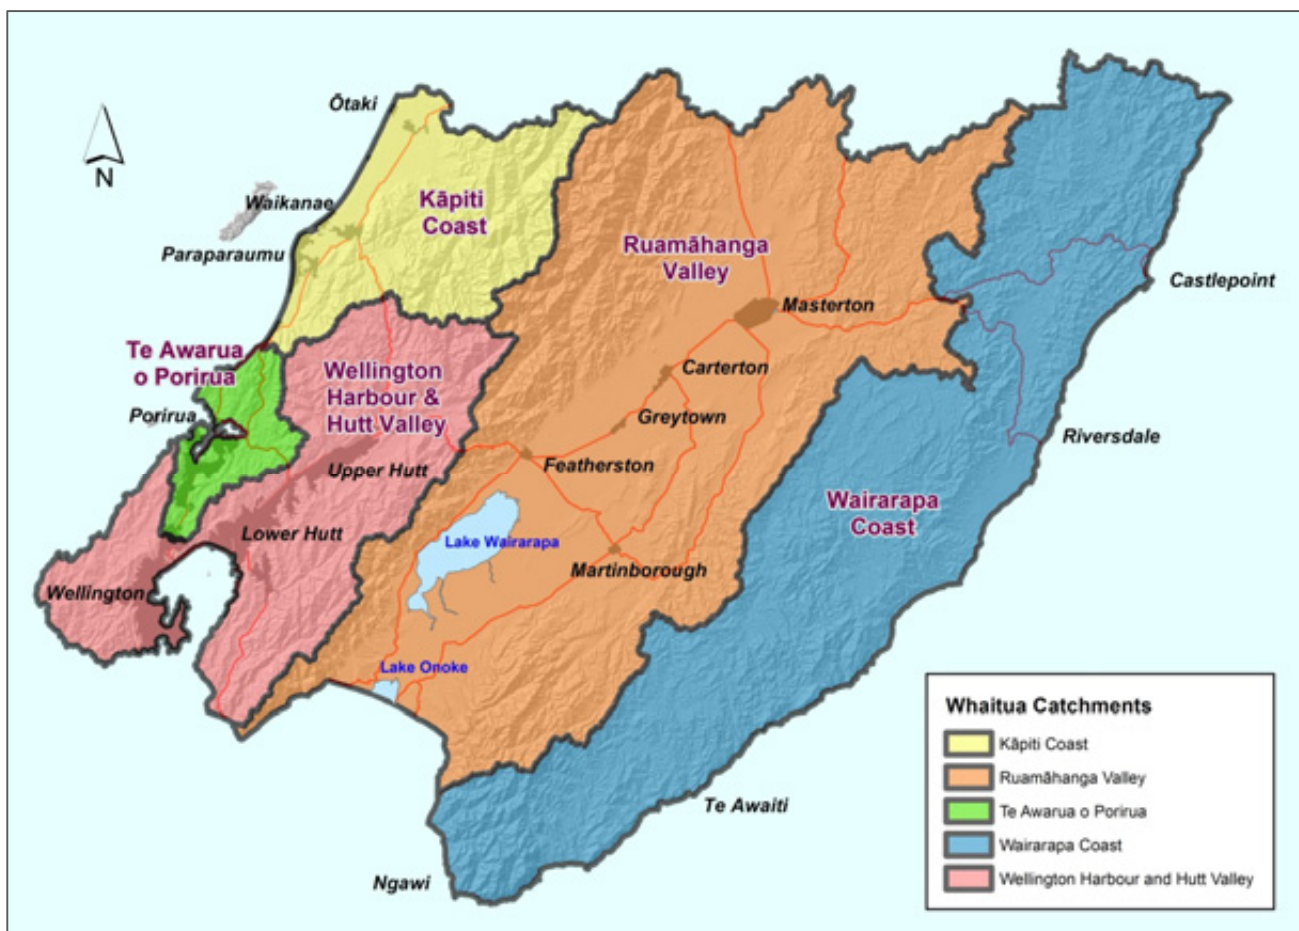 Ōtaki
N
Waikanae
Kāpiti
Coast
Paraparaumu
Ruamāhanga
Valley
Castlepoint
Masterton
Te Awarua
o Porirua
Wellington
Harbour &
Hutt Valley
Carterton
Porirua
Greytown
Riversdale
Upper Hutt
Featherston
Wairarapa
Coast
Lower Hutt
Lake Wairarapa
Martinborough
Wellington
Lake Onoke
Te Awaiti
Ngawi
Whaitua Catchments
Kāpiti Coast
Ruamāhanga Valley
Te Awarua o Porirua
Wairarapa Coast
Wellington Harbour and Hutt Valley